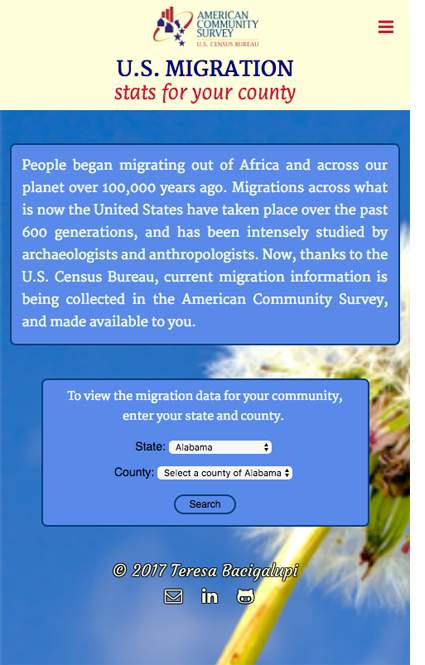 AMERICAN
COMMUNITY
SURVEY
U.S. CENSUS BUREAU
U.S. MIGRATION
stats for your county
People began migrating out of Africa and across our
planet over 100,000 years ago. Migrations across what
is now the United States have taken place over the past
600 generations, and has been intensely studied by
archaeologists and anthropologists. Now, thanks to the
U.S. Census Bureau, current migration information is
being collected in the American Community Survey,
and made available to you.
To view the migration data for your community,
enter your state and county.
State: Alabama
County: Select a county of Alabama
Search
© 2017 Teresa Bacigalupi
in